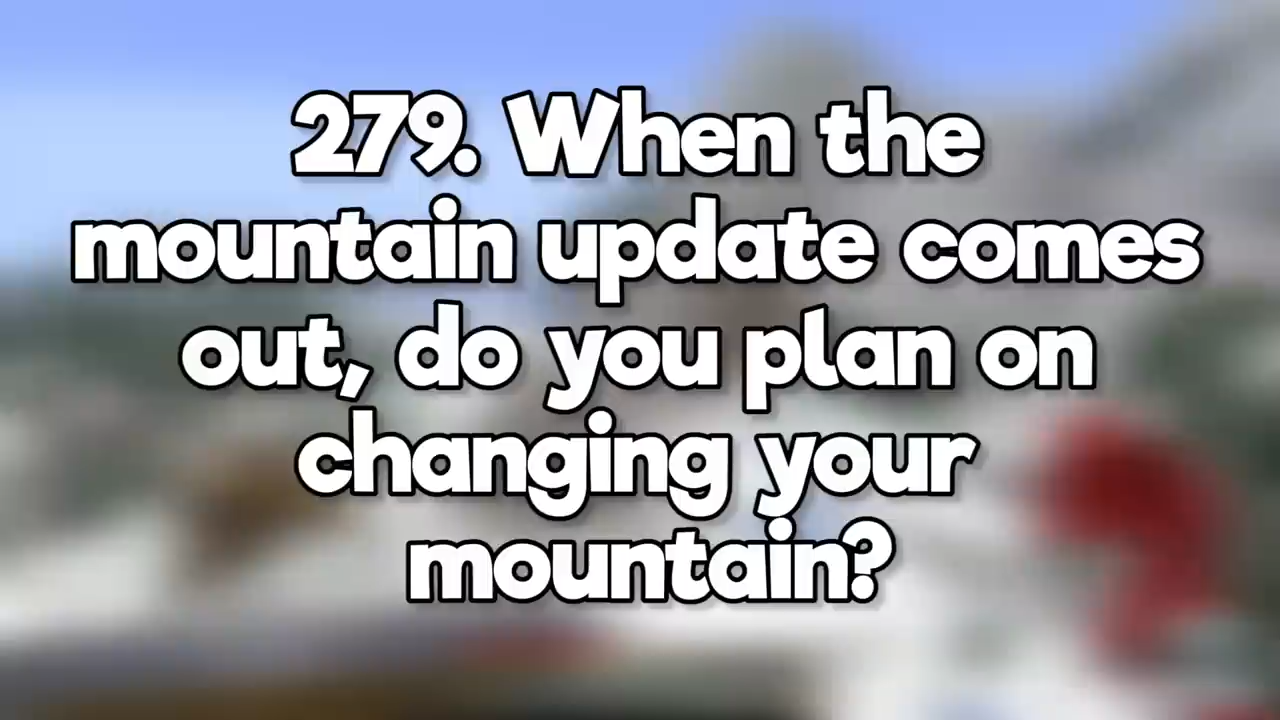 279. When the
mountain update comes
out, do you plan on
changing your
mountain?